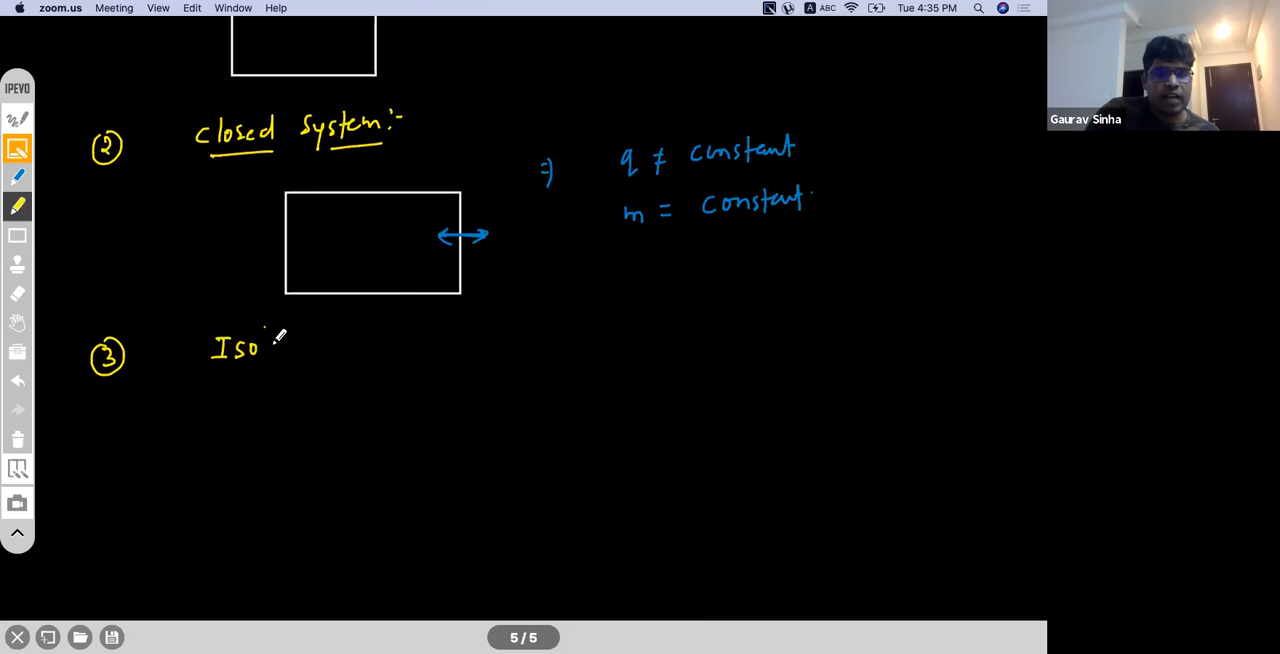 zoom.us Meeting View Edit Window Help A ABC Tue 4:35 PM
IPEVO
Gaurav Sinha
② Closed System:-
⇒ q ≠ constant
m = constant.
③ Iso
5 / 5